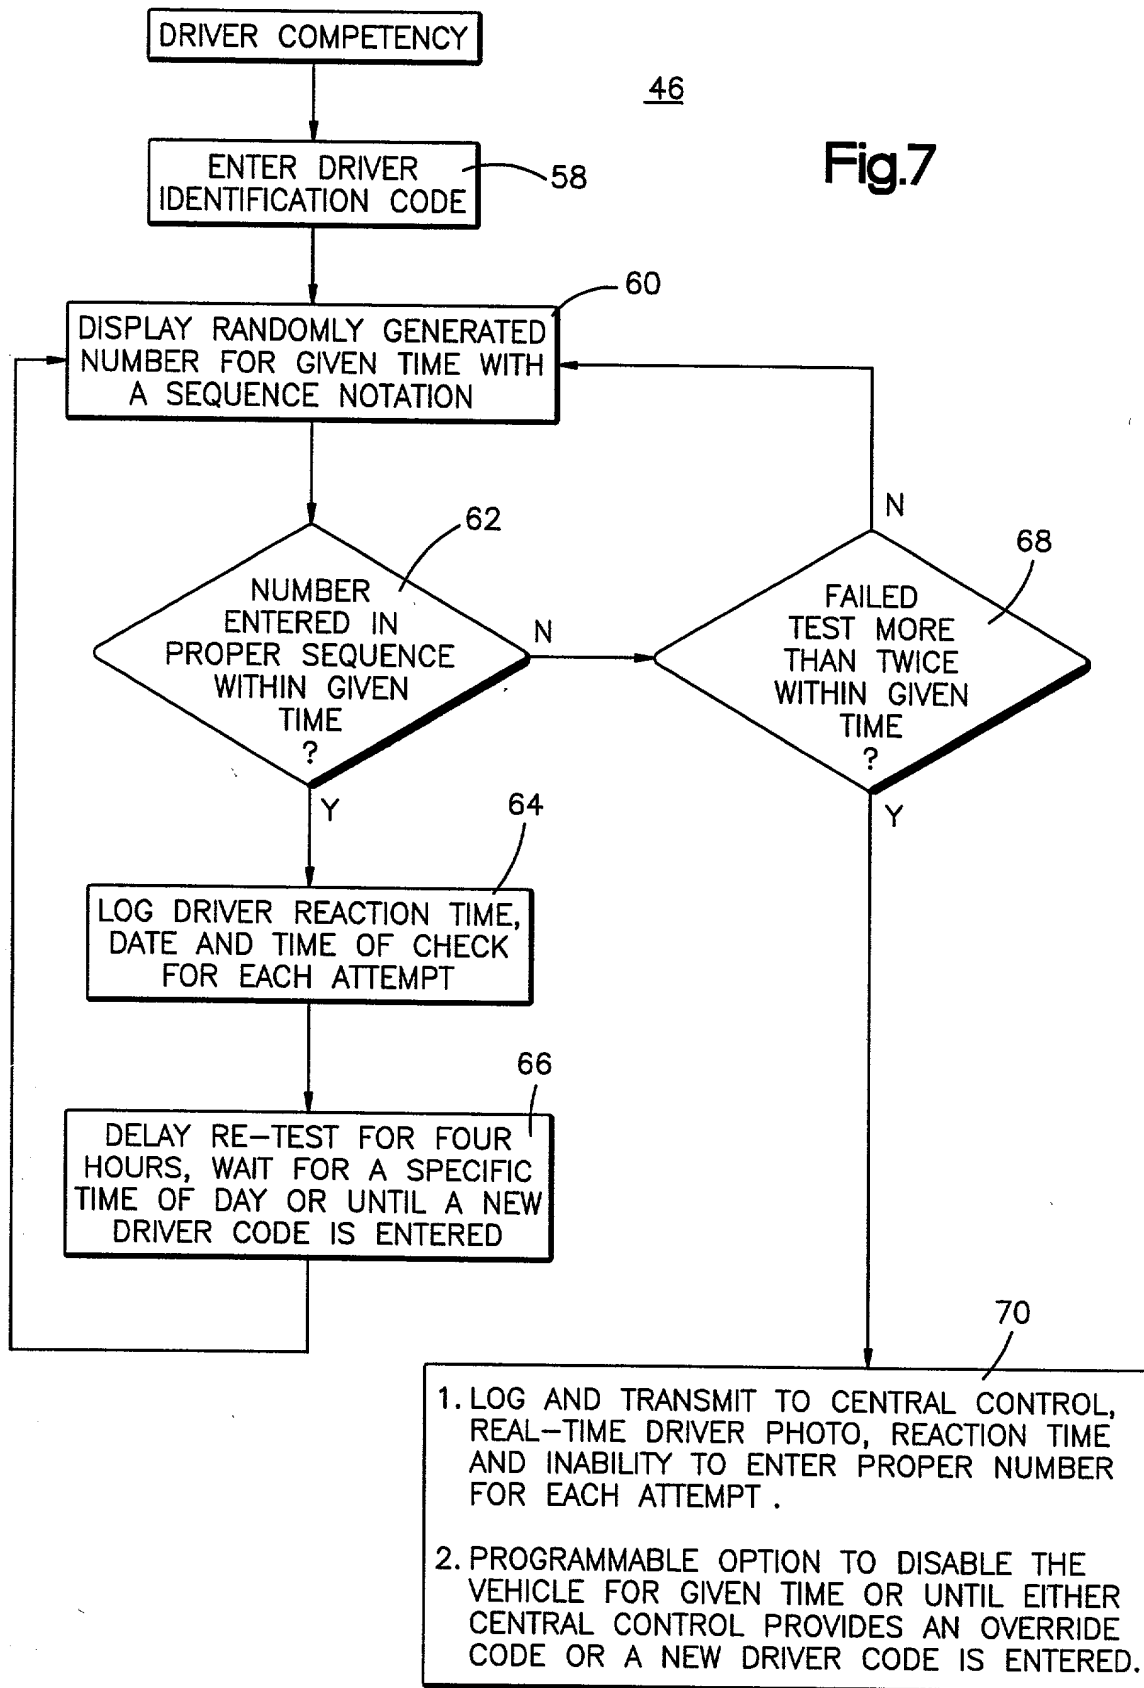 DRIVER COMPETENCY
46
Fig.7
ENTER DRIVER
IDENTIFICATION CODE
58
60
DISPLAY RANDOMLY GENERATED
NUMBER FOR GIVEN TIME WITH
A SEQUENCE NOTATION
62
NUMBER
ENTERED IN
PROPER SEQUENCE
WITHIN GIVEN
TIME
?
N
Y
N
68
FAILED
TEST MORE
THAN TWICE
WITHIN GIVEN
TIME
?
Y
64
LOG DRIVER REACTION TIME,
DATE AND TIME OF CHECK
FOR EACH ATTEMPT
66
DELAY RE-TEST FOR FOUR
HOURS, WAIT FOR A SPECIFIC
TIME OF DAY OR UNTIL A NEW
DRIVER CODE IS ENTERED
70
1. LOG AND TRANSMIT TO CENTRAL CONTROL,
REAL-TIME DRIVER PHOTO, REACTION TIME
AND INABILITY TO ENTER PROPER NUMBER
FOR EACH ATTEMPT .
2. PROGRAMMABLE OPTION TO DISABLE THE
VEHICLE FOR GIVEN TIME OR UNTIL EITHER
CENTRAL CONTROL PROVIDES AN OVERRIDE
CODE OR A NEW DRIVER CODE IS ENTERED.